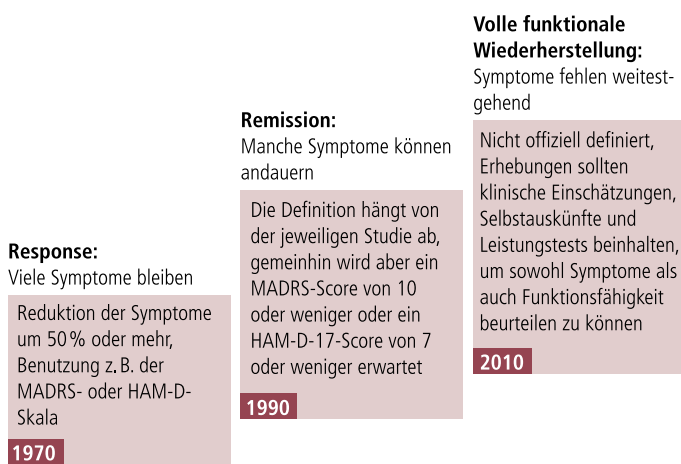 Response:
Viele Symptome bleiben
Reduktion der Symptome
um 50 % oder mehr,
Benutzung z. B. der
MADRS- oder HAM-D-
Skala
1970
Remission:
Manche Symptome können
andauern
Die Definition hängt von
der jeweiligen Studie ab,
gemeinhin wird aber ein
MADRS-Score von 10
oder weniger oder ein
HAM-D-17-Score von 7
oder weniger erwartet
1990
Volle funktionale
Wiederherstellung:
Symptome fehlen weitest-
gehend
Nicht offiziell definiert,
Erhebungen sollten
klinische Einschätzungen,
Selbstauskünfte und
Leistungstests beinhalten,
um sowohl Symptome als
auch Funktionsfähigkeit
beurteilen zu können
2010